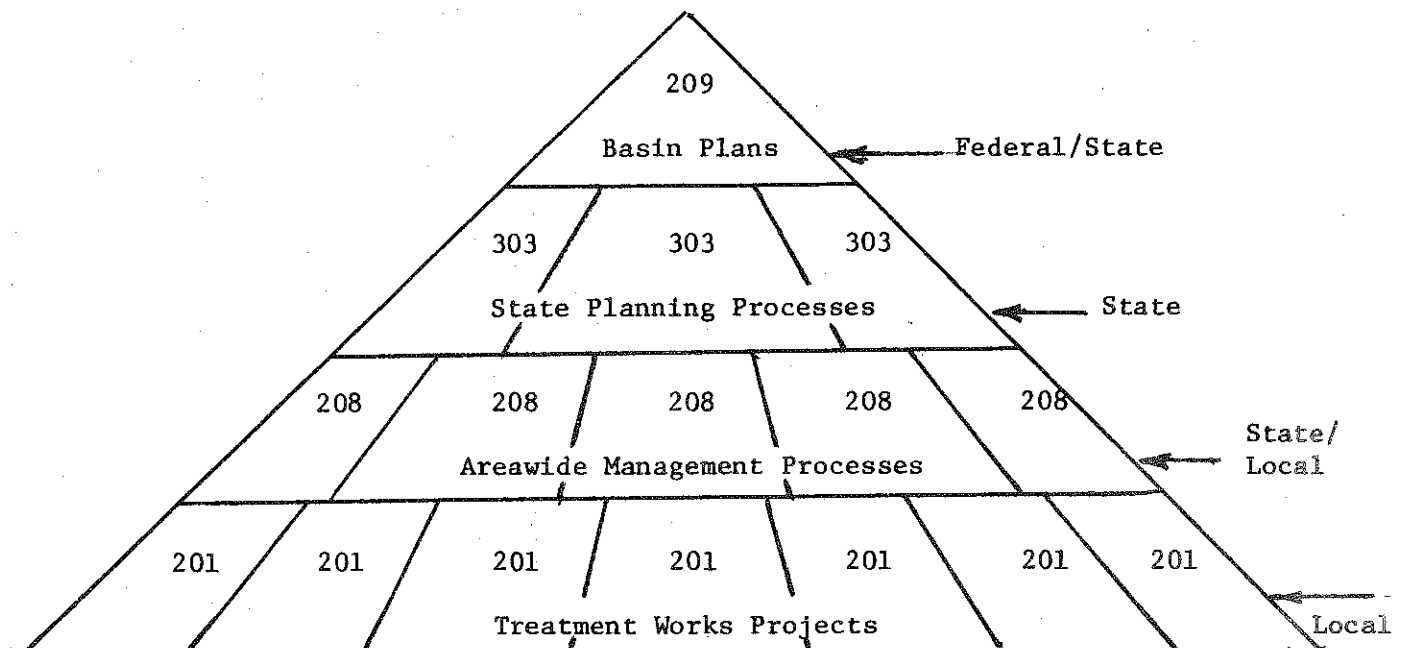 209
Basin Plans
Federal/State
303 303 303
State Planning Processes
State
208 208 208 208 208
Areawide Management Processes
State/
Local
201 201 201 201 201 201 201
Treatment Works Projects
Local